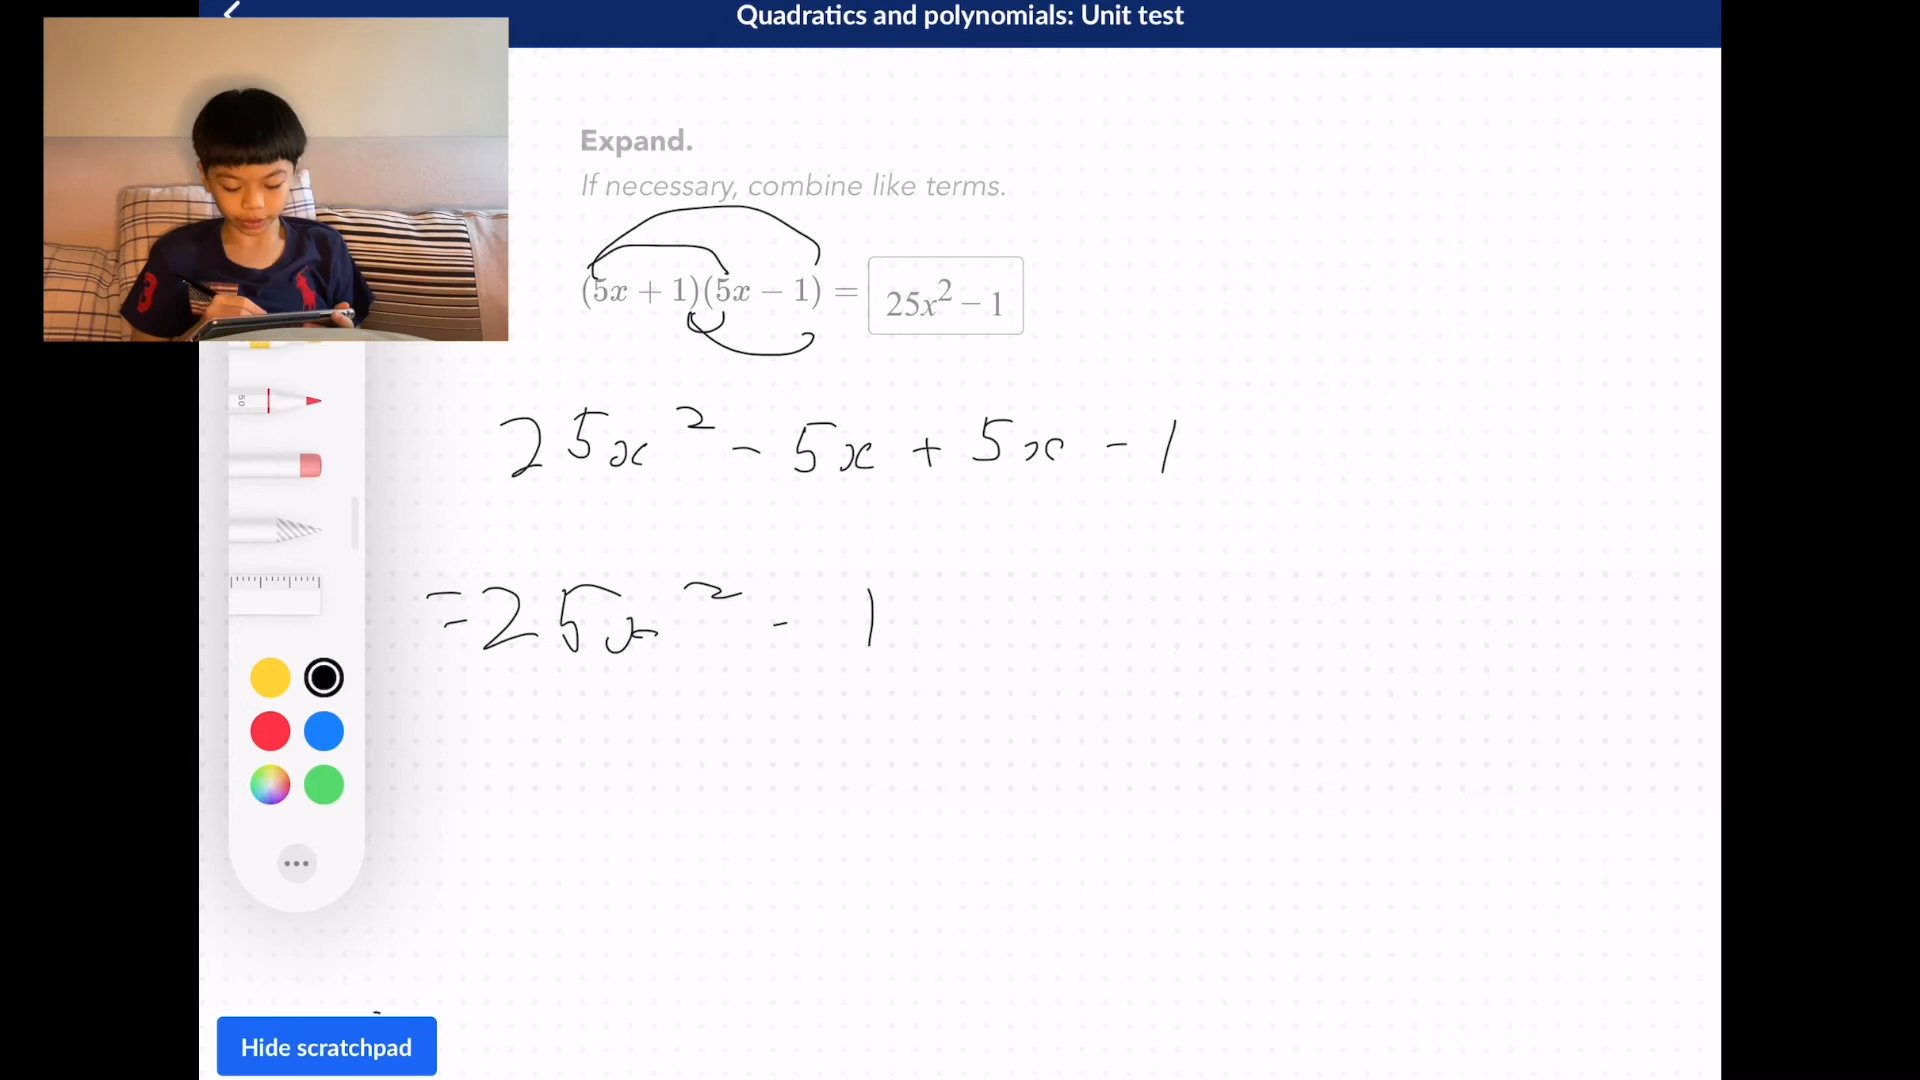 Quadratics and polynomials: Unit test
Expand.
If necessary, combine like terms.
(5x + 1)(5x − 1) = 25x² − 1
25x² - 5x + 5x - 1
50
= 25x² - 1
Hide scratchpad